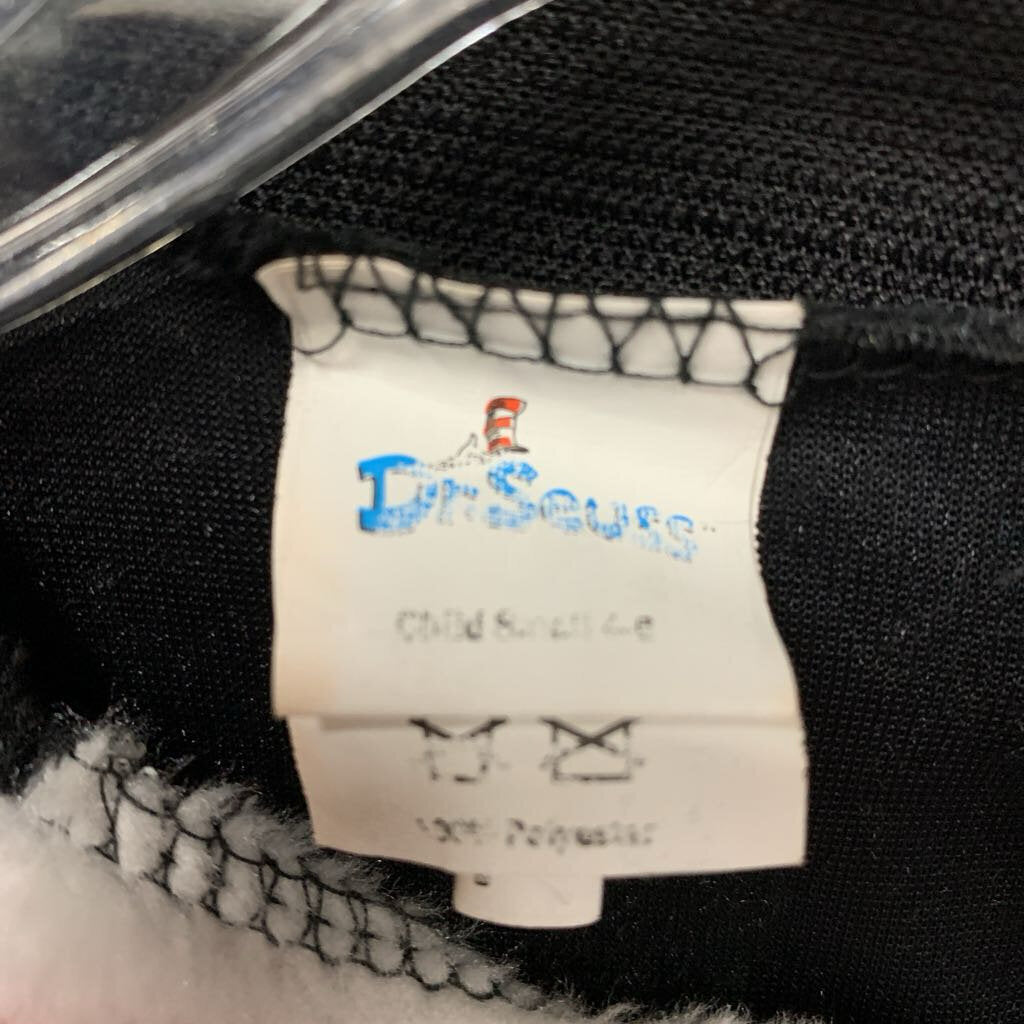 Dr. Seuss
Child Small 4-6
100% Polyester